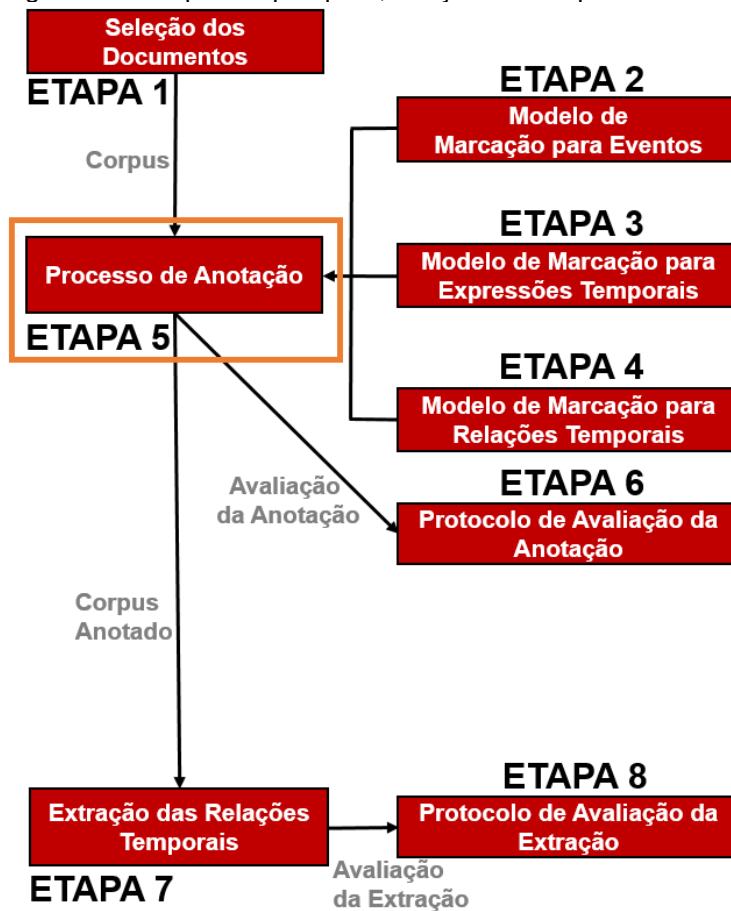 Seleção dos
Documentos
ETAPA 1
ETAPA 2
Modelo de
Marcação para Eventos
Corpus
ETAPA 3
Processo de Anotação
Modelo de Marcação para
Expressões Temporais
ETAPA 5
ETAPA 4
Modelo de Marcação para
Relações Temporais
ETAPA 6
Avaliação
da Anotação
Protocolo de Avaliação da
Anotação
Corpus
Anotado
ETAPA 8
Extração das Relações
Temporais
Protocolo de Avaliação da
Extração
ETAPA 7
Avaliação
da Extração